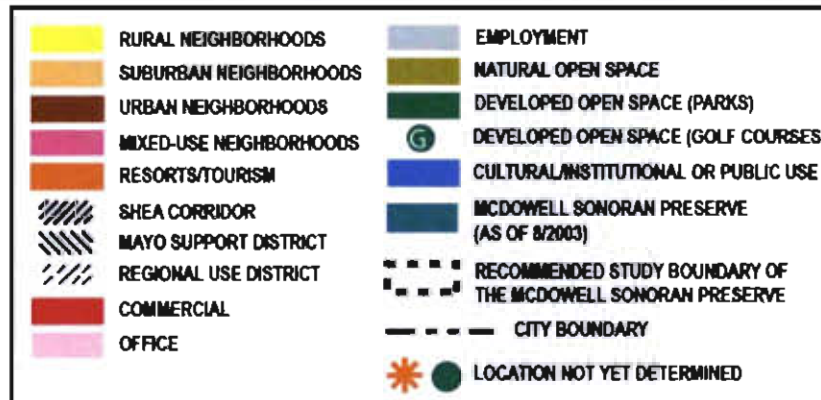 RURAL NEIGHBORHOODS
SUBURBAN NEIGHBORHOODS
URBAN NEIGHBORHOODS
MIXED-USE NEIGHBORHOODS
RESORTS/TOURISM
SHEA CORRIDOR
MAYO SUPPORT DISTRICT
REGIONAL USE DISTRICT
COMMERCIAL
OFFICE
EMPLOYMENT
NATURAL OPEN SPACE
DEVELOPED OPEN SPACE (PARKS)
G DEVELOPED OPEN SPACE (GOLF COURSES
CULTURAL/INSTITUTIONAL OR PUBLIC USE
MCDOWELL SONORAN PRESERVE
(AS OF 8/2003)
RECOMMENDED STUDY BOUNDARY OF
THE MCDOWELL SONORAN PRESERVE
CITY BOUNDARY
LOCATION NOT YET DETERMINED